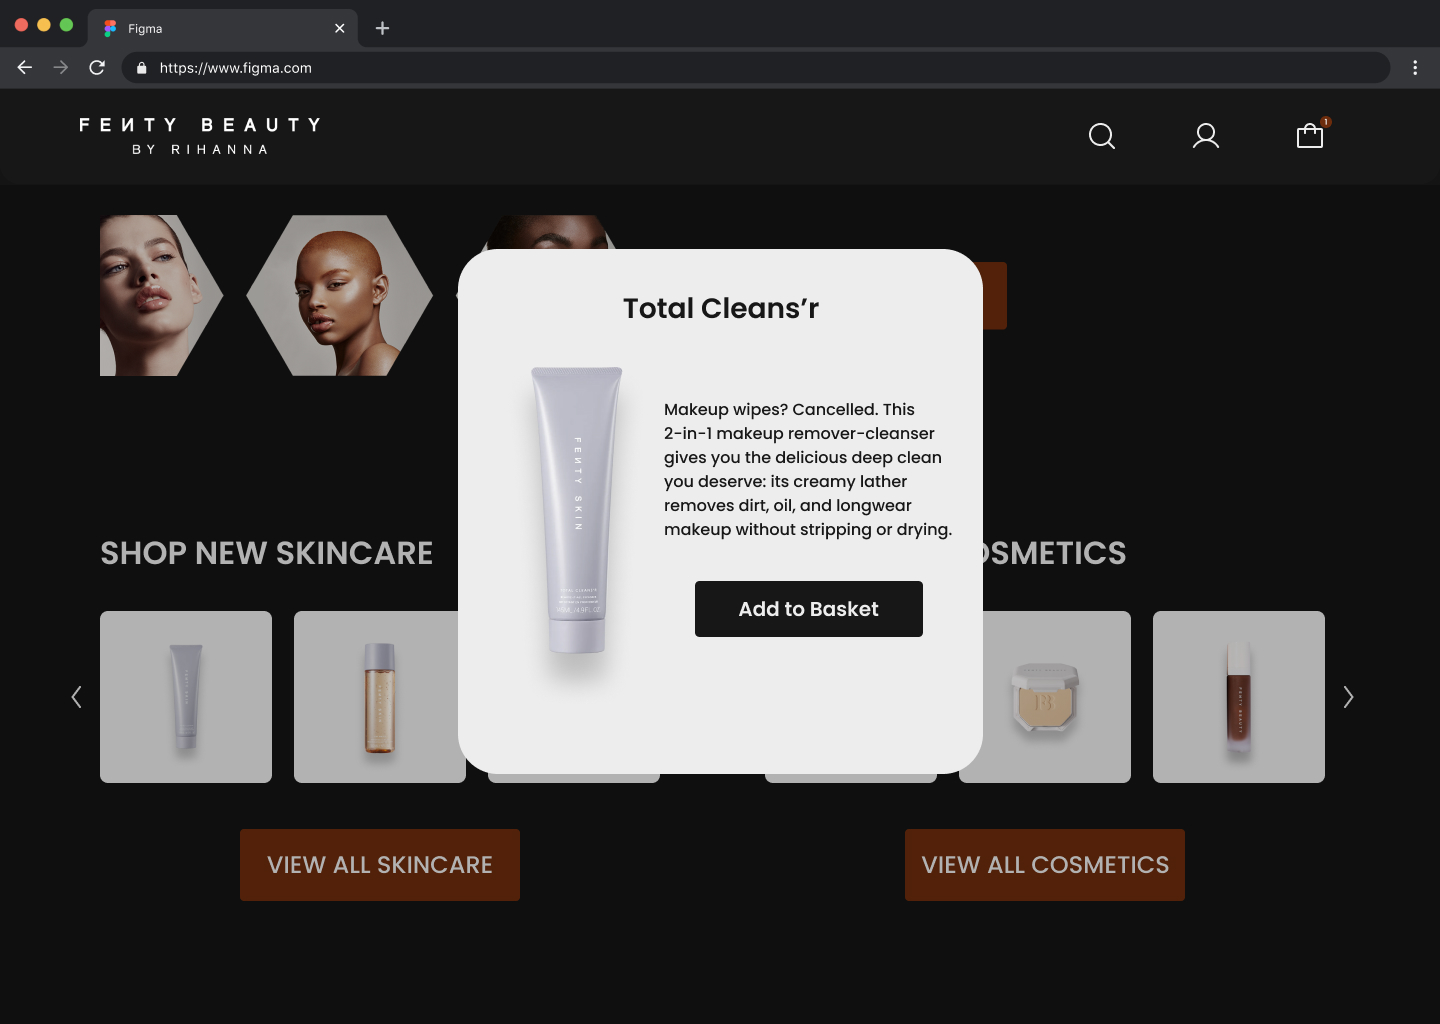 Figma
https://www.figma.com
FEИTY BEAUTY
BY RIHANNA
1
Total Cleans’r
FEИTY SKIN
Makeup wipes? Cancelled. This
2-in-1 makeup remover-cleanser
gives you the delicious deep clean
you deserve: its creamy lather
removes dirt, oil, and longwear
makeup without stripping or drying.
Add to Basket
SHOP NEW SKINCARE
OSMETICS
VIEW ALL SKINCARE
VIEW ALL COSMETICS